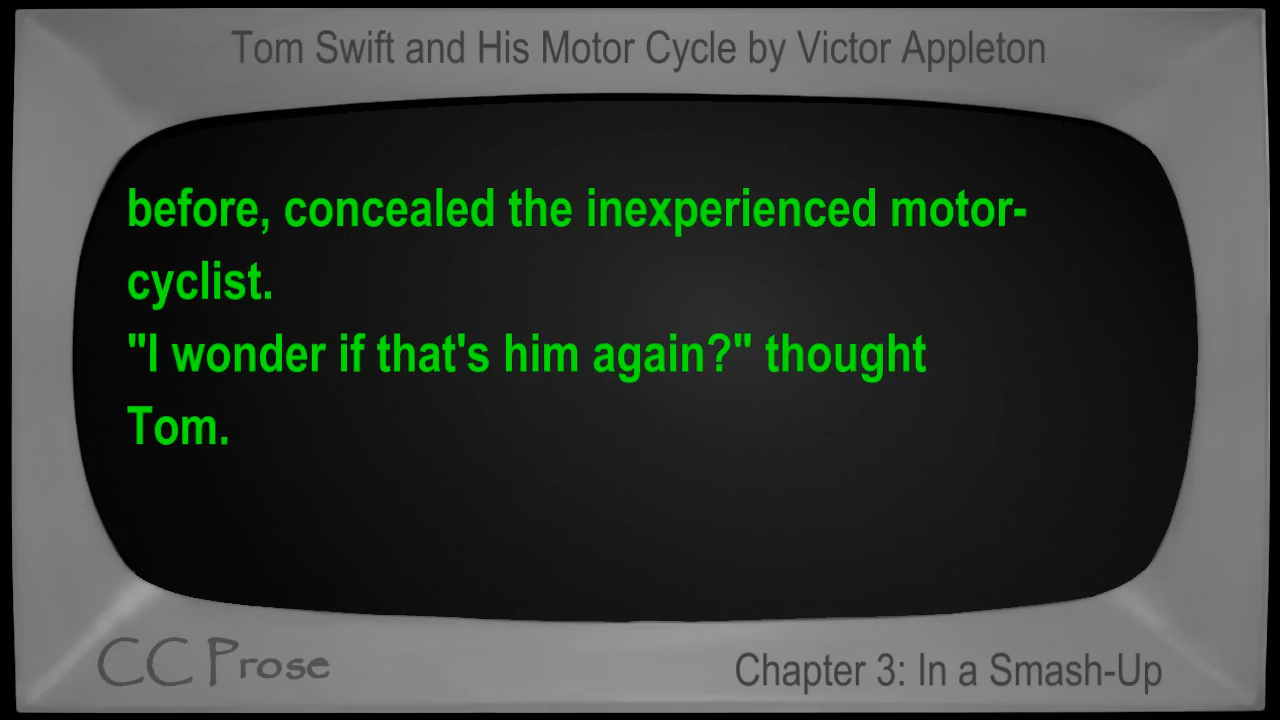 Tom Swift and His Motor Cycle by Victor Appleton
before, concealed the inexperienced motor-
cyclist.
"I wonder if that's him again?" thought
Tom.
CC Prose
Chapter 3: In a Smash-Up